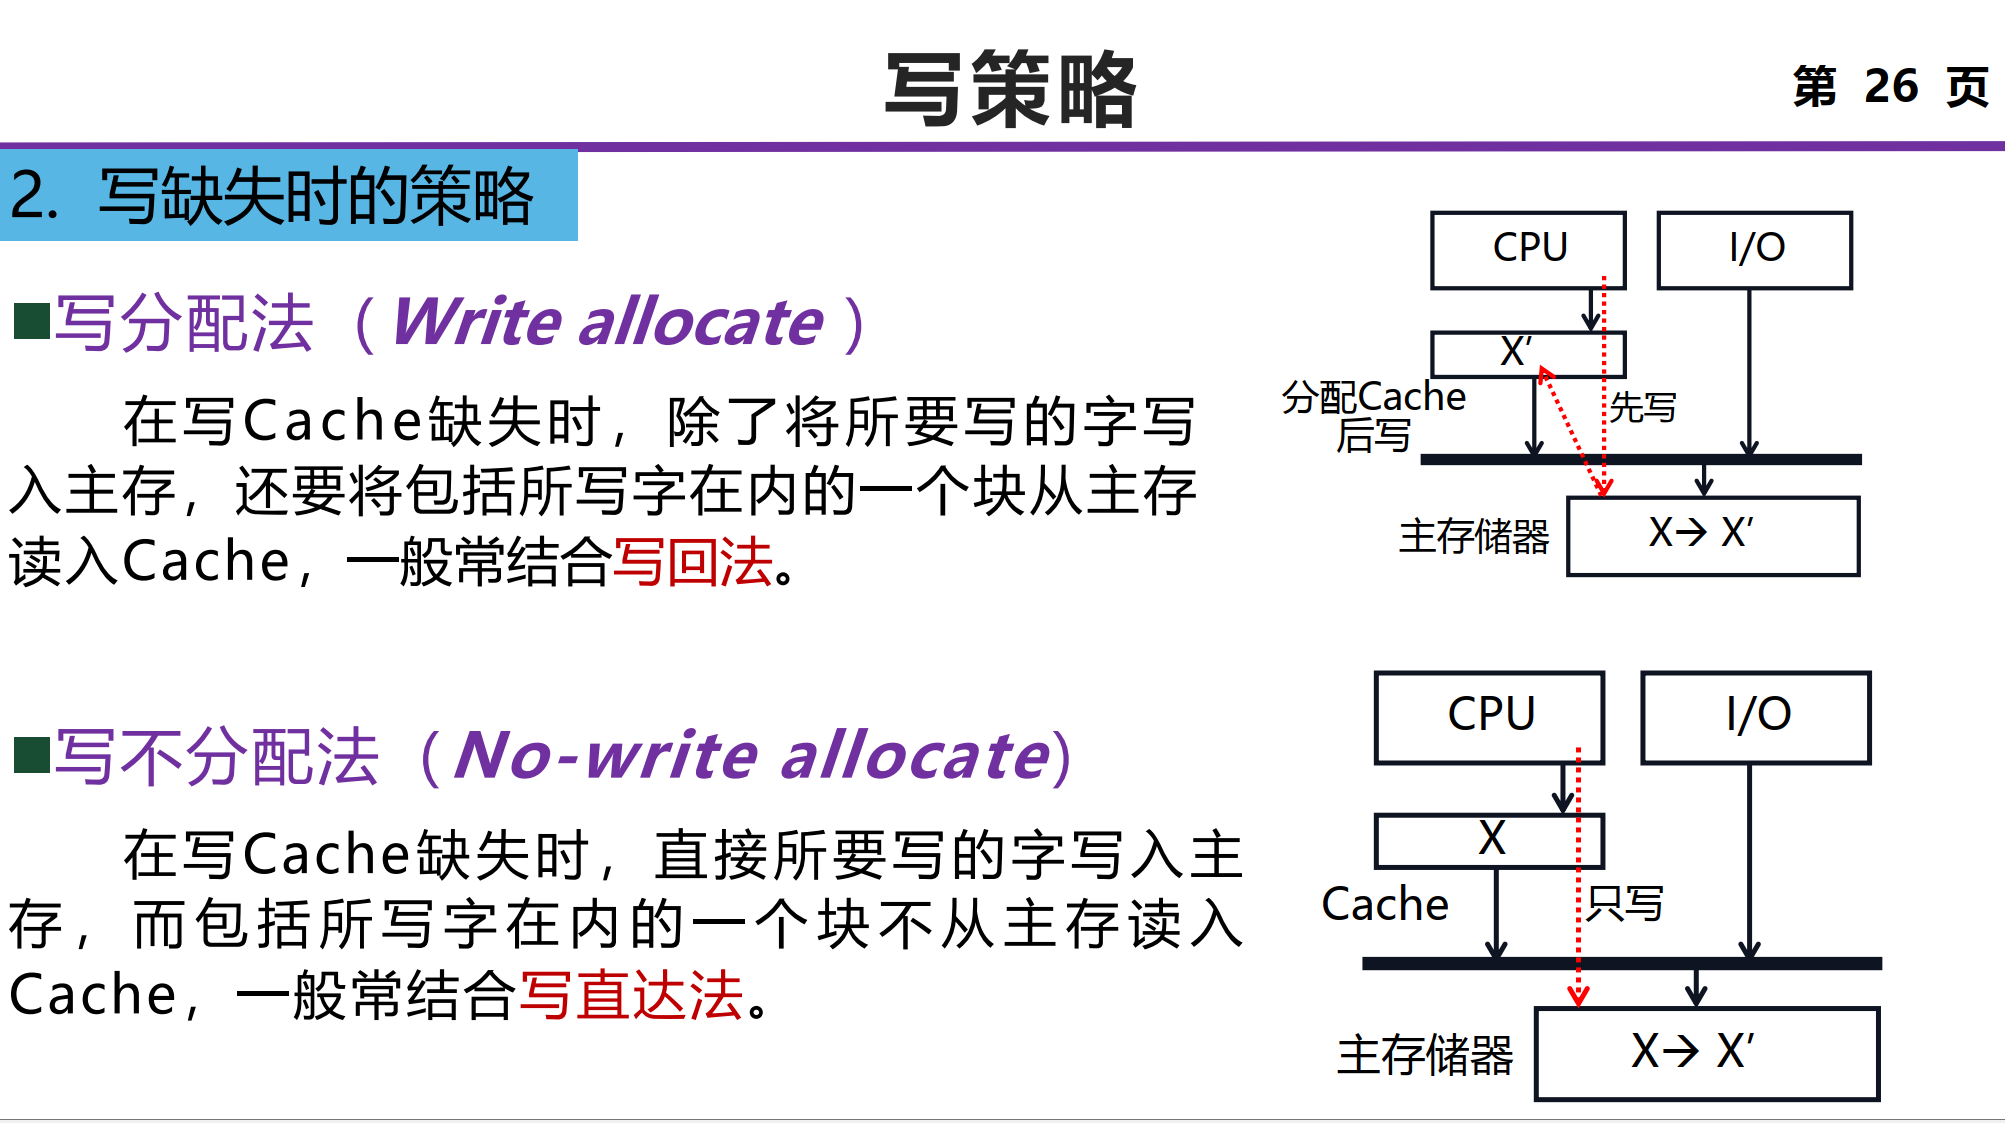 写策略
第 26 页
2. 写缺失时的策略
■写分配法（Write allocate）
在写Cache缺失时，除了将所要写的字写
入主存，还要将包括所写字在内的一个块从主存
读入Cache，一般常结合写回法。
CPU
I/O
X′
分配Cache
后写
先写
主存储器
X→ X′
■写不分配法（No-write allocate）
在写Cache缺失时，直接所要写的字写入主
存，而包括所写字在内的一个块不从主存读入
Cache，一般常结合写直达法。
CPU
I/O
X
Cache
只写
主存储器
X→ X′